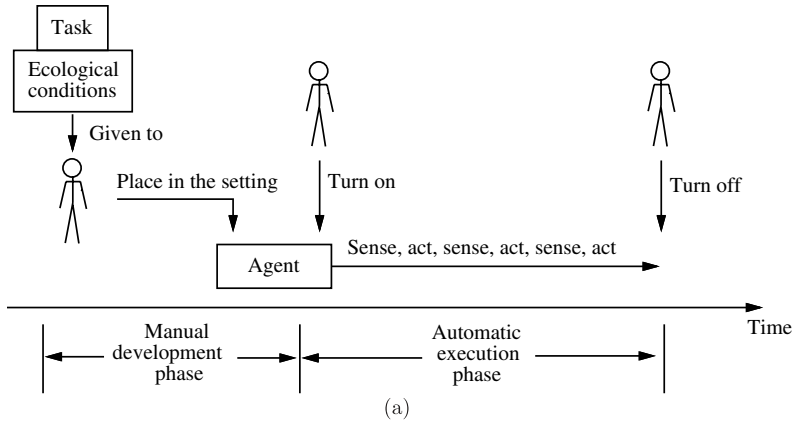 Task
Ecological
conditions
Given to
Place in the setting
Turn on
Turn off
Agent
Sense, act, sense, act, sense, act
Time
Manual
development
phase
Automatic
execution
phase
(a)